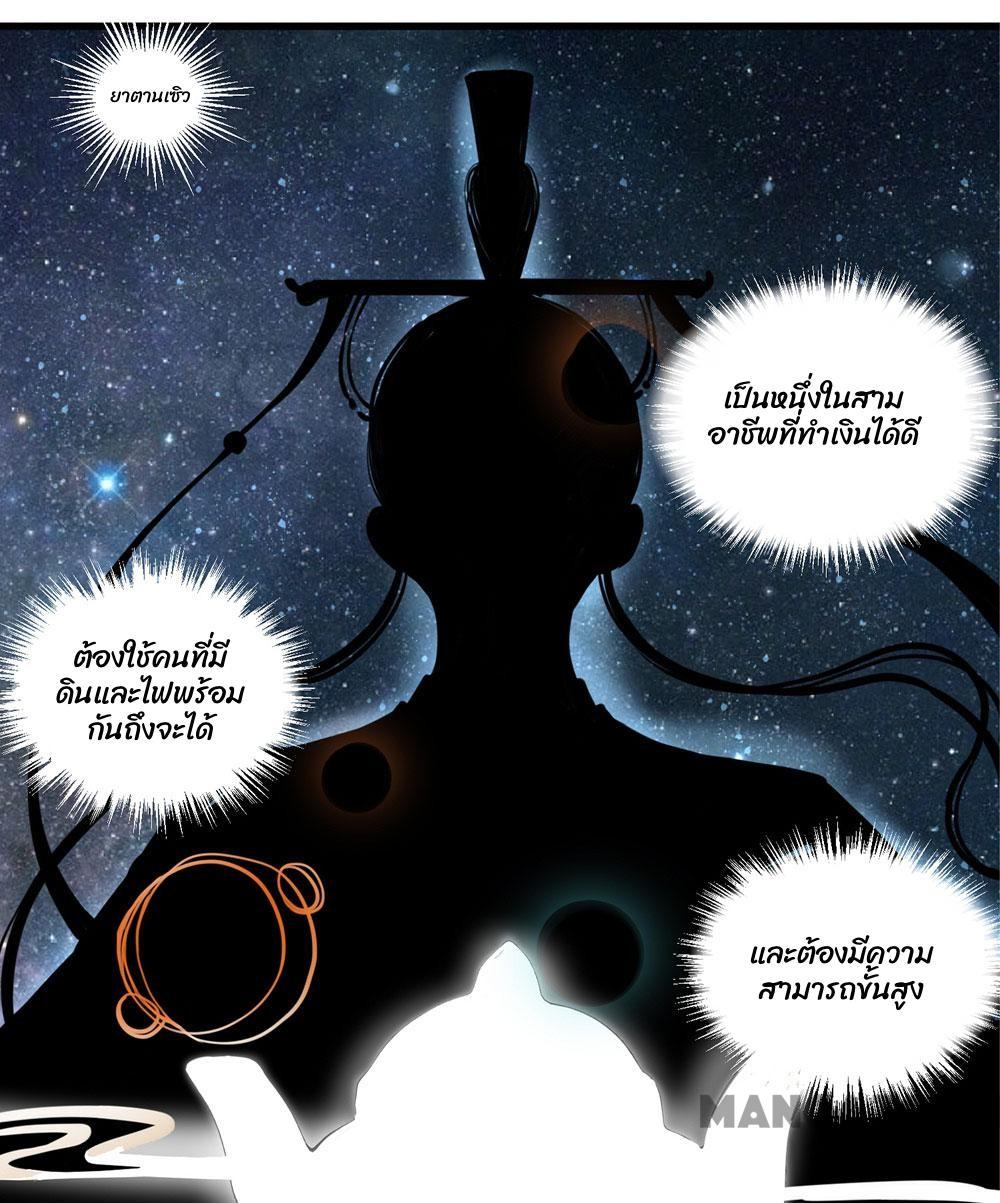 ยาตานเซิว
เป็นหนึ่งในสาม
อาชีพที่ทำเงินได้ดี
ต้องใช้คนที่มี
ดินและไฟพร้อม
กันถึงจะได้
และต้องมีความ
สามารถขั้นสูง
MAN